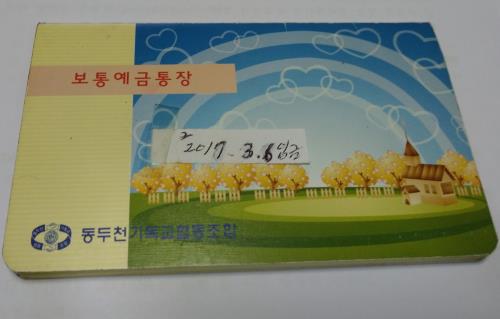 보통예금통장
2017. 3. 6 입금
동두천기독교협동조합